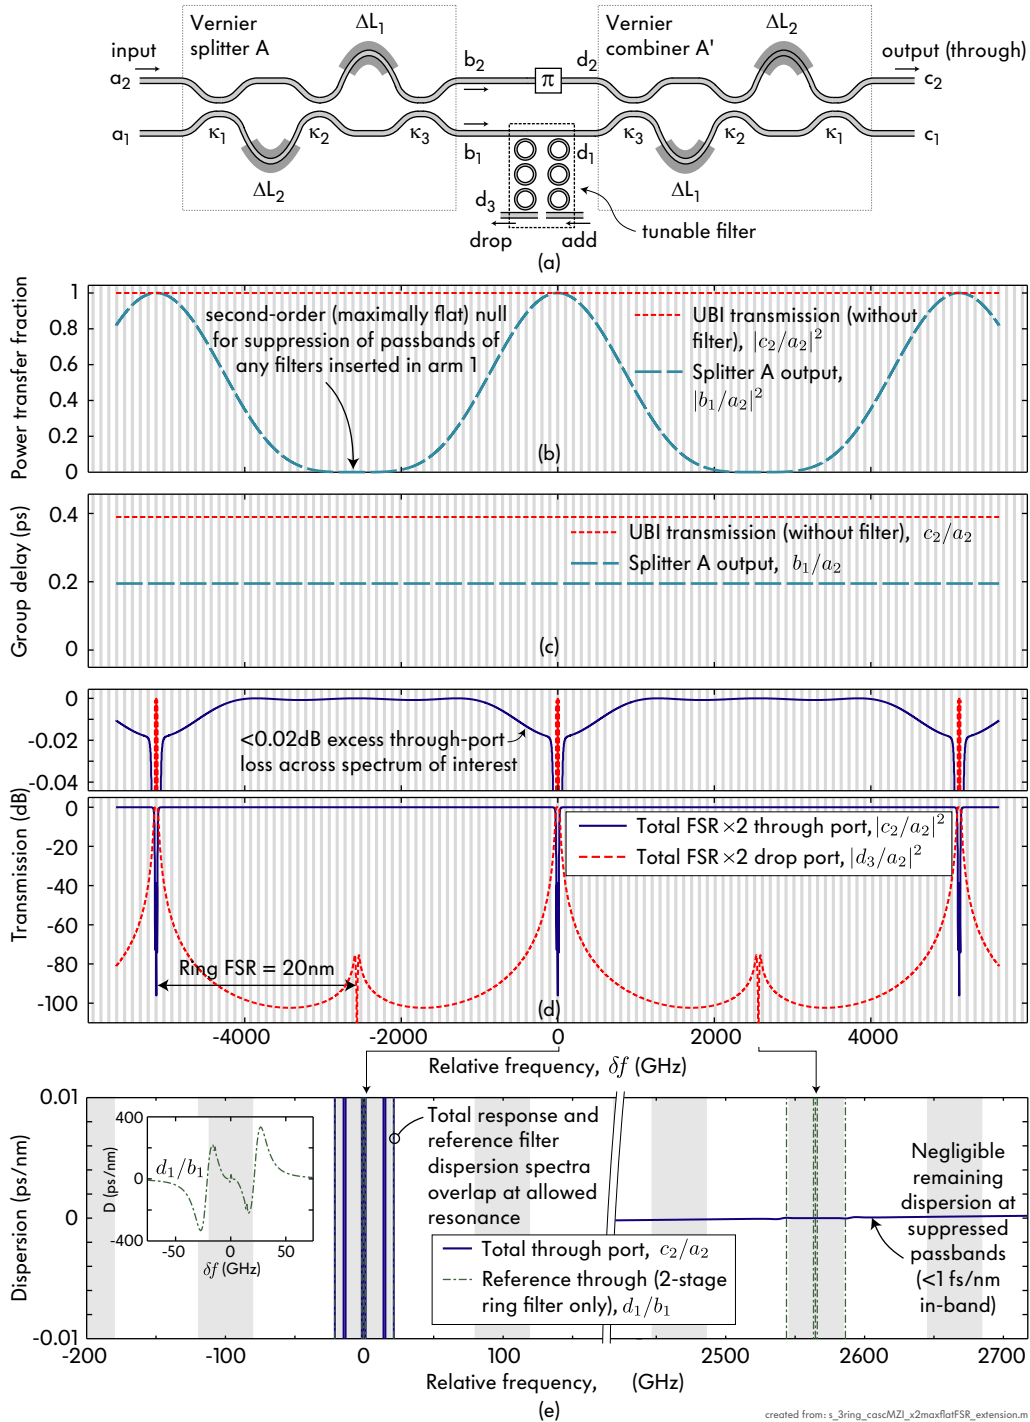 Vernier
splitter A
ΔL1
ΔL2
Vernier
combiner A'
input
a2
b2
π
d2
output (through)
c2
a1
κ1
κ2
κ3
b1
d1
κ3
κ2
κ1
c1
ΔL2
d3
ΔL1
drop
add
tunable filter
(a)
Power transfer fraction
1
0.8
0.6
0.4
0.2
0
second-order (maximally flat) null
for suppression of passbands of
any filters inserted in arm 1
UBI transmission (without
filter), |c2/a2|²
Splitter A output,
|b1/a2|²
(b)
Group delay (ps)
0.4
0.2
0
UBI transmission (without filter), c2/a2
Splitter A output, b1/a2
(c)
Transmission (dB)
0
-0.02
-0.04
<0.02dB excess through-port
loss across spectrum of interest
0
-20
-40
-60
-80
-100
Total FSR×2 through port, |c2/a2|²
Total FSR×2 drop port, |d3/a2|²
Ring FSR = 20nm
(d)
-4000
-2000
0
2000
4000
Relative frequency, δf (GHz)
Dispersion (ps/nm)
0.01
0
-0.01
400
0
-400
D (ps/nm)
d1/b1
-50
0
50
δf (GHz)
Total response and
reference filter
dispersion spectra
overlap at allowed
resonance
Negligible
remaining
dispersion at
suppressed
passbands
(<1 fs/nm
in-band)
Total through port, c2/a2
Reference through (2-stage
ring filter only), d1/b1
-200
-100
0
100
2500
2600
2700
Relative frequency, (GHz)
(e)
created from: s_3ring_cascMZI_x2maxflatFSR_extension.m